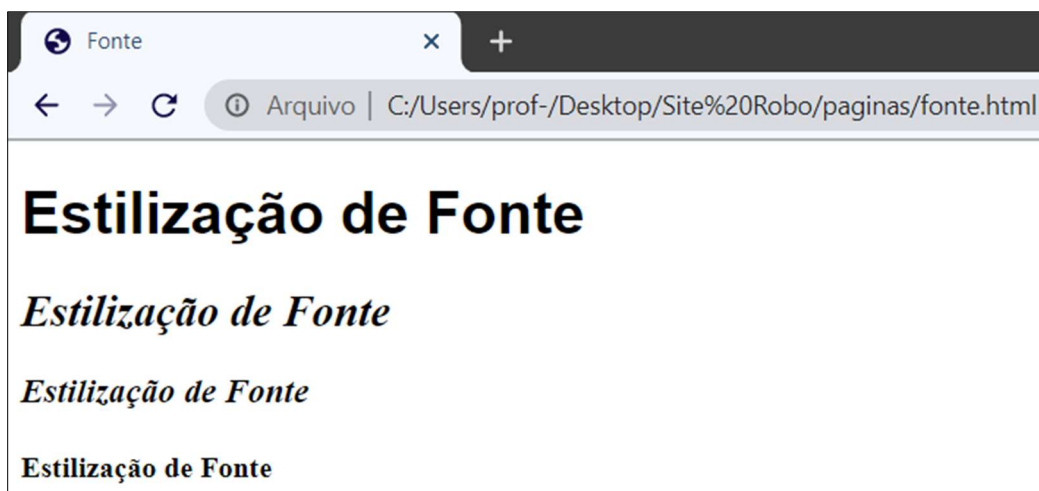 Fonte
Arquivo | C:/Users/prof-/Desktop/Site%20Robo/paginas/fonte.html
Estilização de Fonte
Estilização de Fonte
Estilização de Fonte
Estilização de Fonte